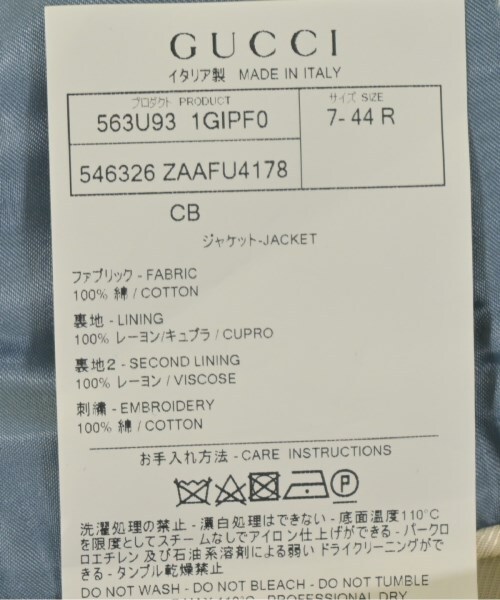 GUCCI
イタリア製 MADE IN ITALY
プロダクト PRODUCT
563U93 1GIPF0
サイズ SIZE
7- 44 R
546326 ZAAFU4178
CB
ジャケット-JACKET
ファブリック - FABRIC
100% 綿 / COTTON
裏地 - LINING
100% レーヨン/キュプラ / CUPRO
裏地2 - SECOND LINING
100% レーヨン / VISCOSE
刺繍 - EMBROIDERY
100% 綿 / COTTON
お手入れ方法 - CARE INSTRUCTIONS
P
洗濯処理の禁止 - 漂白処理はできない - 底面温度110°C
を限度としてスチームなしでアイロン仕上げができる - パークロ
ロエチレン 及び石油系溶剤による弱い ドライクリーニングがで
きる - タンブル乾燥禁止
DO NOT WASH - DO NOT BLEACH - DO NOT TUMBLE